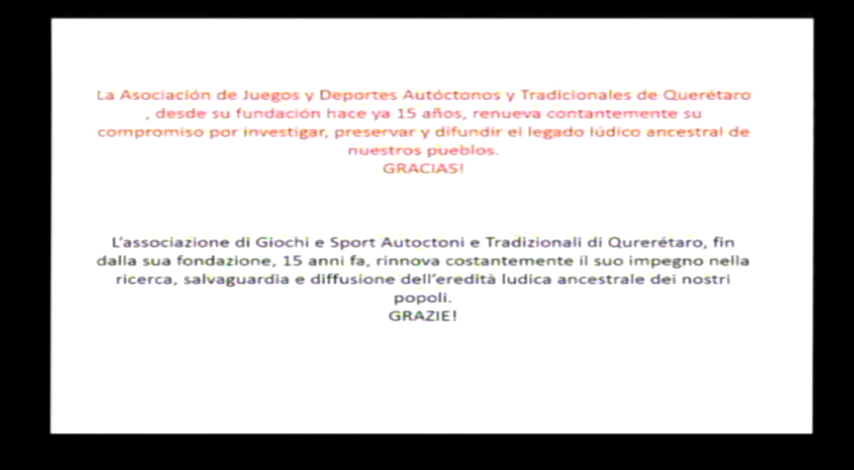 La Asociación de Juegos y Deportes Autóctonos y Tradicionales de Querétaro
, desde su fundación hace ya 15 años, renueva contantemente su
compromiso por investigar, preservar y difundir el legado lúdico ancestral de
nuestros pueblos.
GRACIAS!
L'associazione di Giochi e Sport Autoctoni e Tradizionali di Qurerétaro, fin
dalla sua fondazione, 15 anni fa, rinnova costantemente il suo impegno nella
ricerca, salvaguardia e diffusione dell'eredità ludica ancestrale dei nostri
popoli.
GRAZIE!